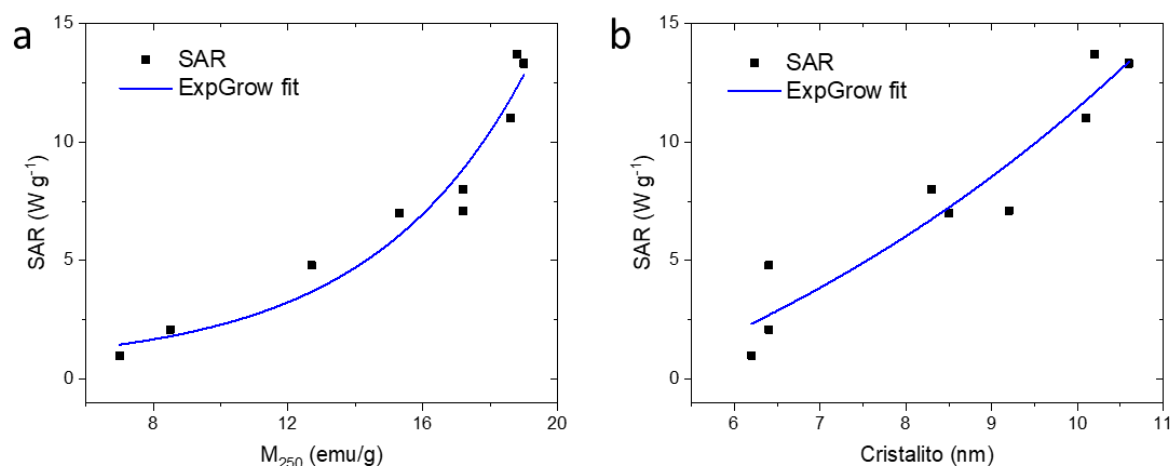 a
SAR
ExpGrow fit
15
10
5
0
SAR (W g⁻¹)
8
12
16
20
M₂₅₀ (emu/g)
b
SAR
ExpGrow fit
15
10
5
0
SAR (W g⁻¹)
6
7
8
9
10
11
Cristalito (nm)